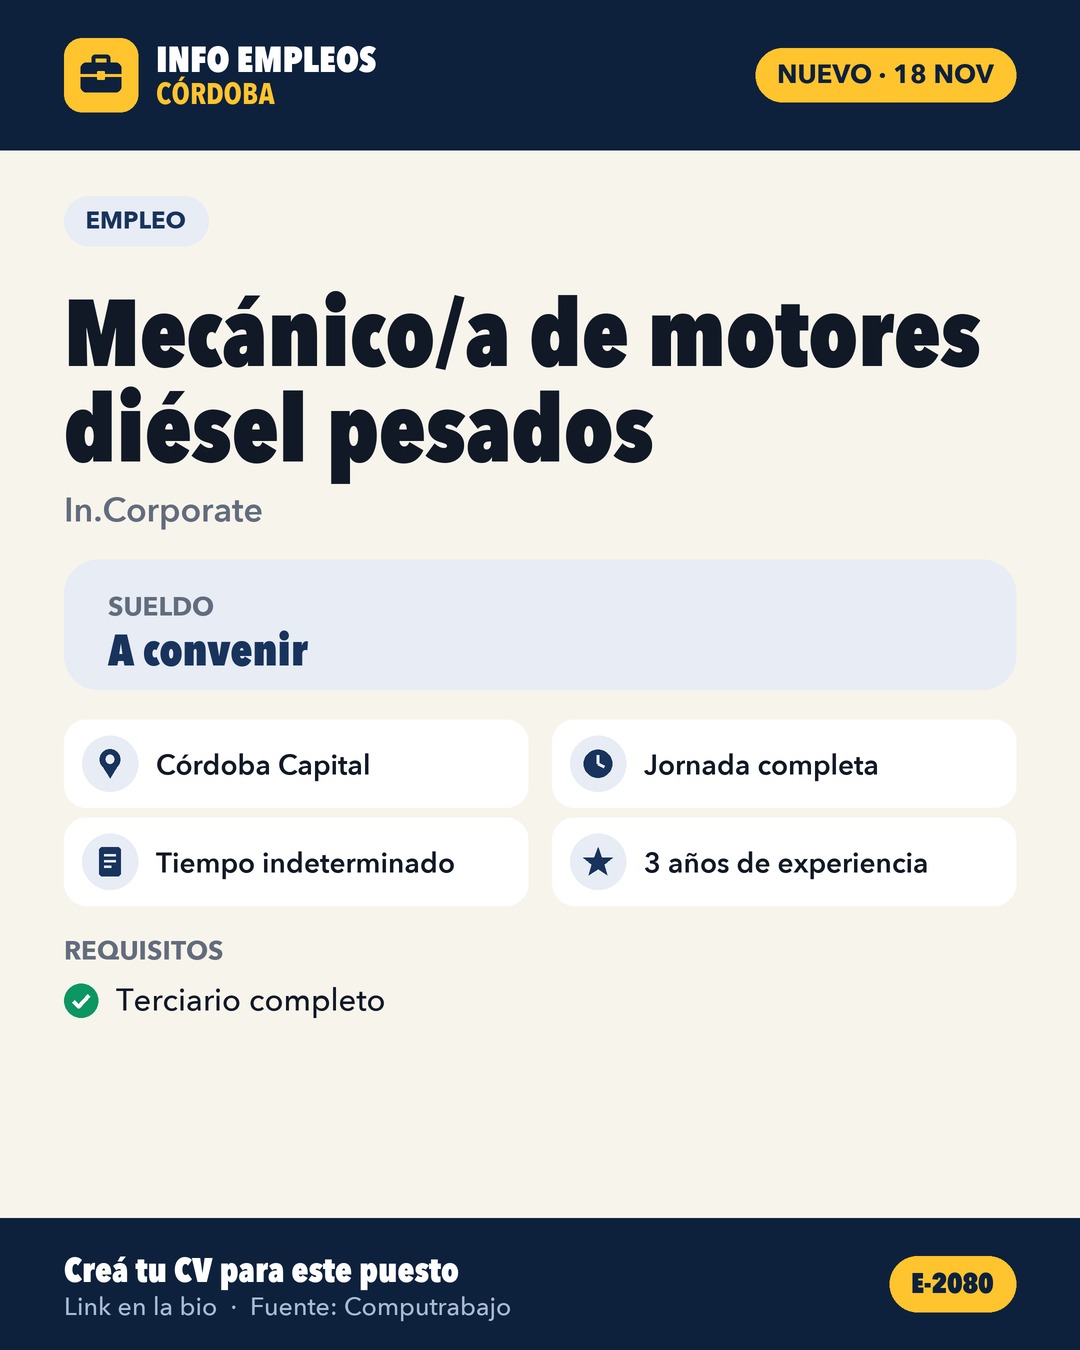 INFO EMPLEOS
CÓRDOBA
NUEVO · 18 NOV
EMPLEO
Mecánico/a de motores
diésel pesados
In.Corporate
SUELDO
A convenir
Córdoba Capital
Jornada completa
Tiempo indeterminado
3 años de experiencia
REQUISITOS
Terciario completo
Creá tu CV para este puesto
Link en la bio · Fuente: Computrabajo
E-2080